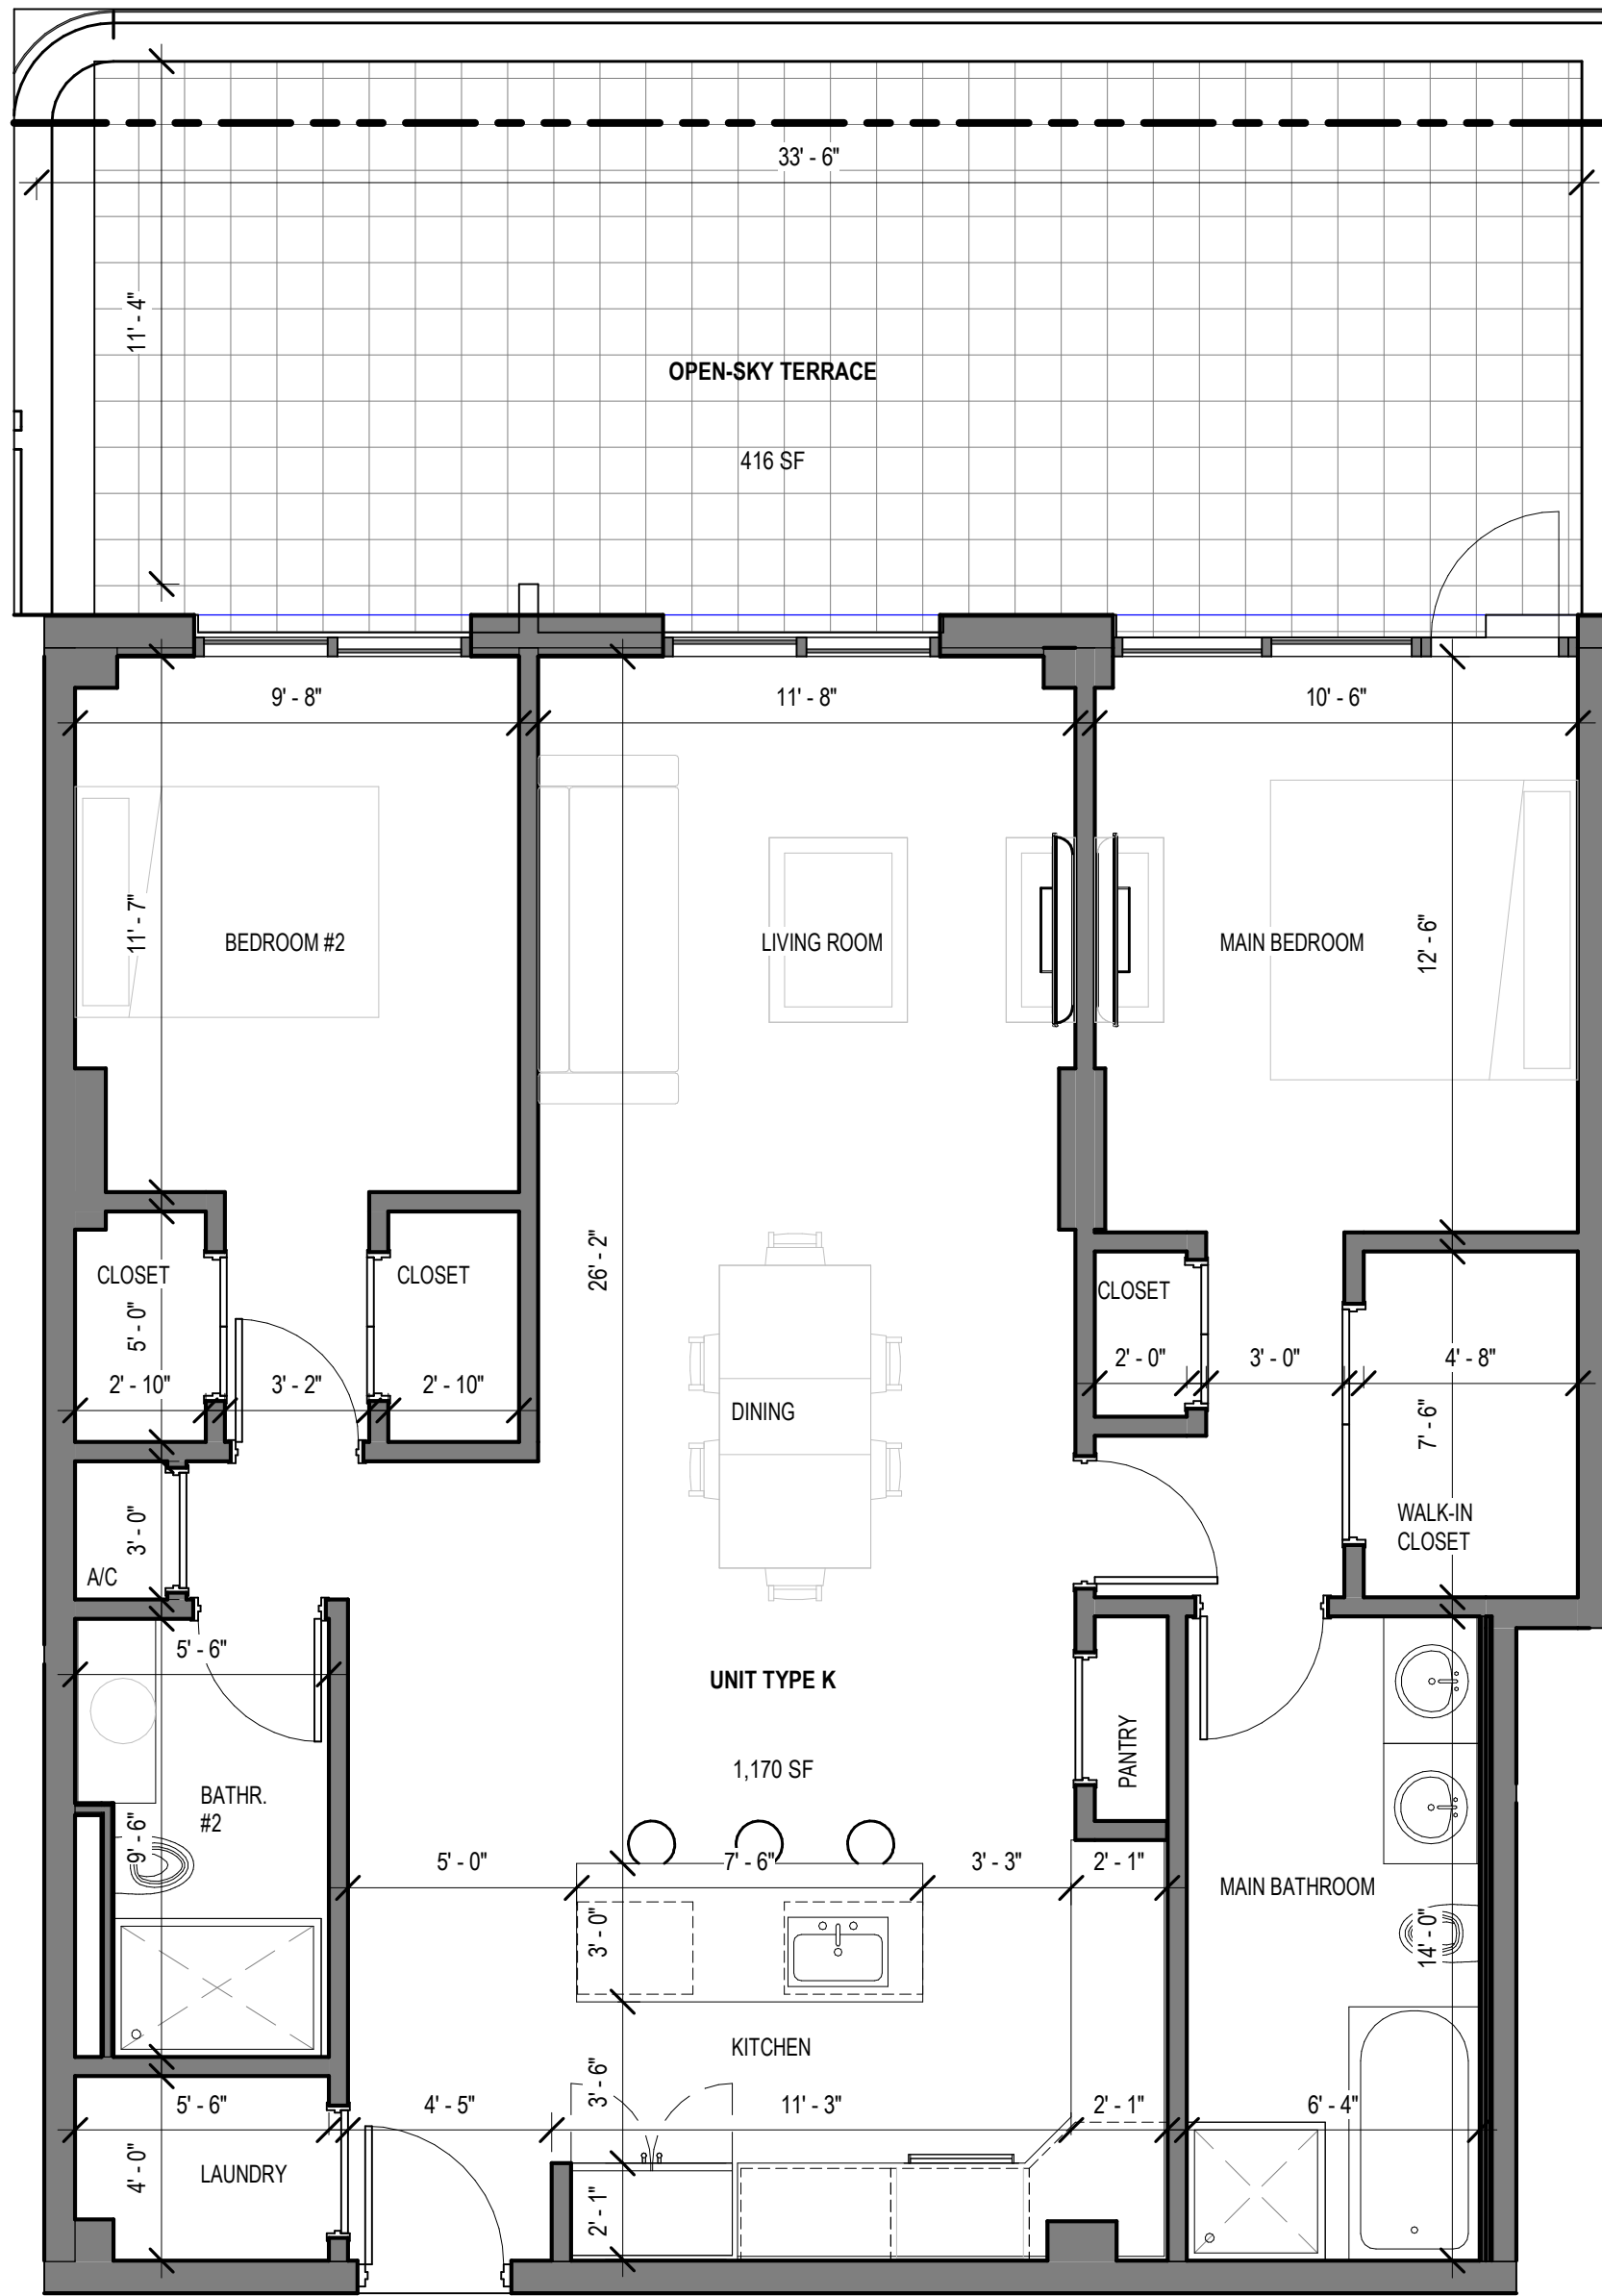 33' - 6"
11' - 4"
OPEN-SKY TERRACE
416 SF
9' - 8"
11' - 8"
10' - 6"
11' - 7"
BEDROOM #2
LIVING ROOM
MAIN BEDROOM
12' - 6"
26' - 2"
CLOSET
CLOSET
CLOSET
5' - 0"
2' - 10"
3' - 2"
2' - 10"
2' - 0"
3' - 0"
4' - 8"
DINING
7' - 6"
WALK-IN
CLOSET
3' - 0"
A/C
5' - 6"
UNIT TYPE K
PANTRY
1,170 SF
BATHR.
#2
9' - 6"
5' - 0"
7' - 6"
3' - 3"
2' - 1"
MAIN BATHROOM
3' - 0"
14' - 0"
KITCHEN
3' - 6"
5' - 6"
4' - 5"
11' - 3"
2' - 1"
6' - 4"
4' - 0"
LAUNDRY
2' - 1"